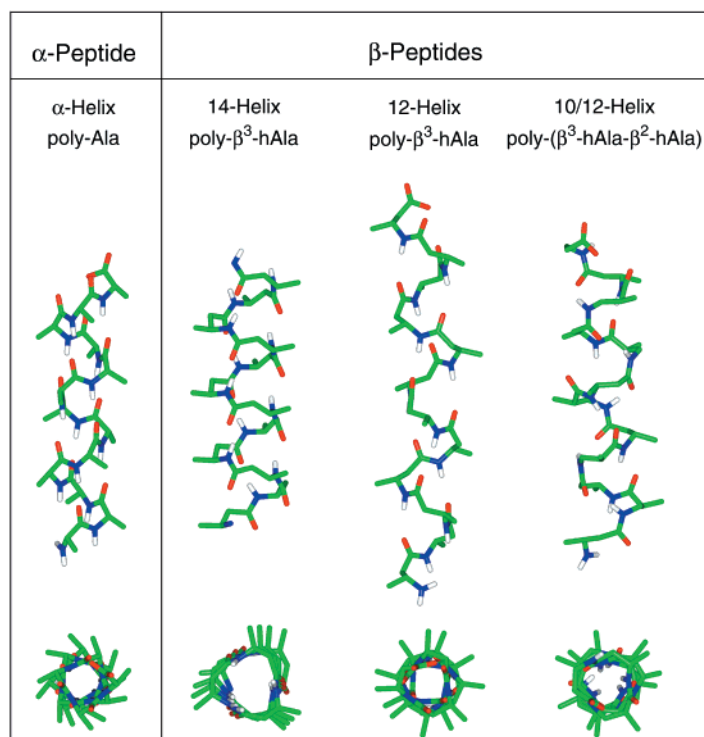 α-Peptide
β-Peptides
α-Helix
poly-Ala
14-Helix
poly-β³-hAla
12-Helix
poly-β³-hAla
10/12-Helix
poly-(β³-hAla-β²-hAla)